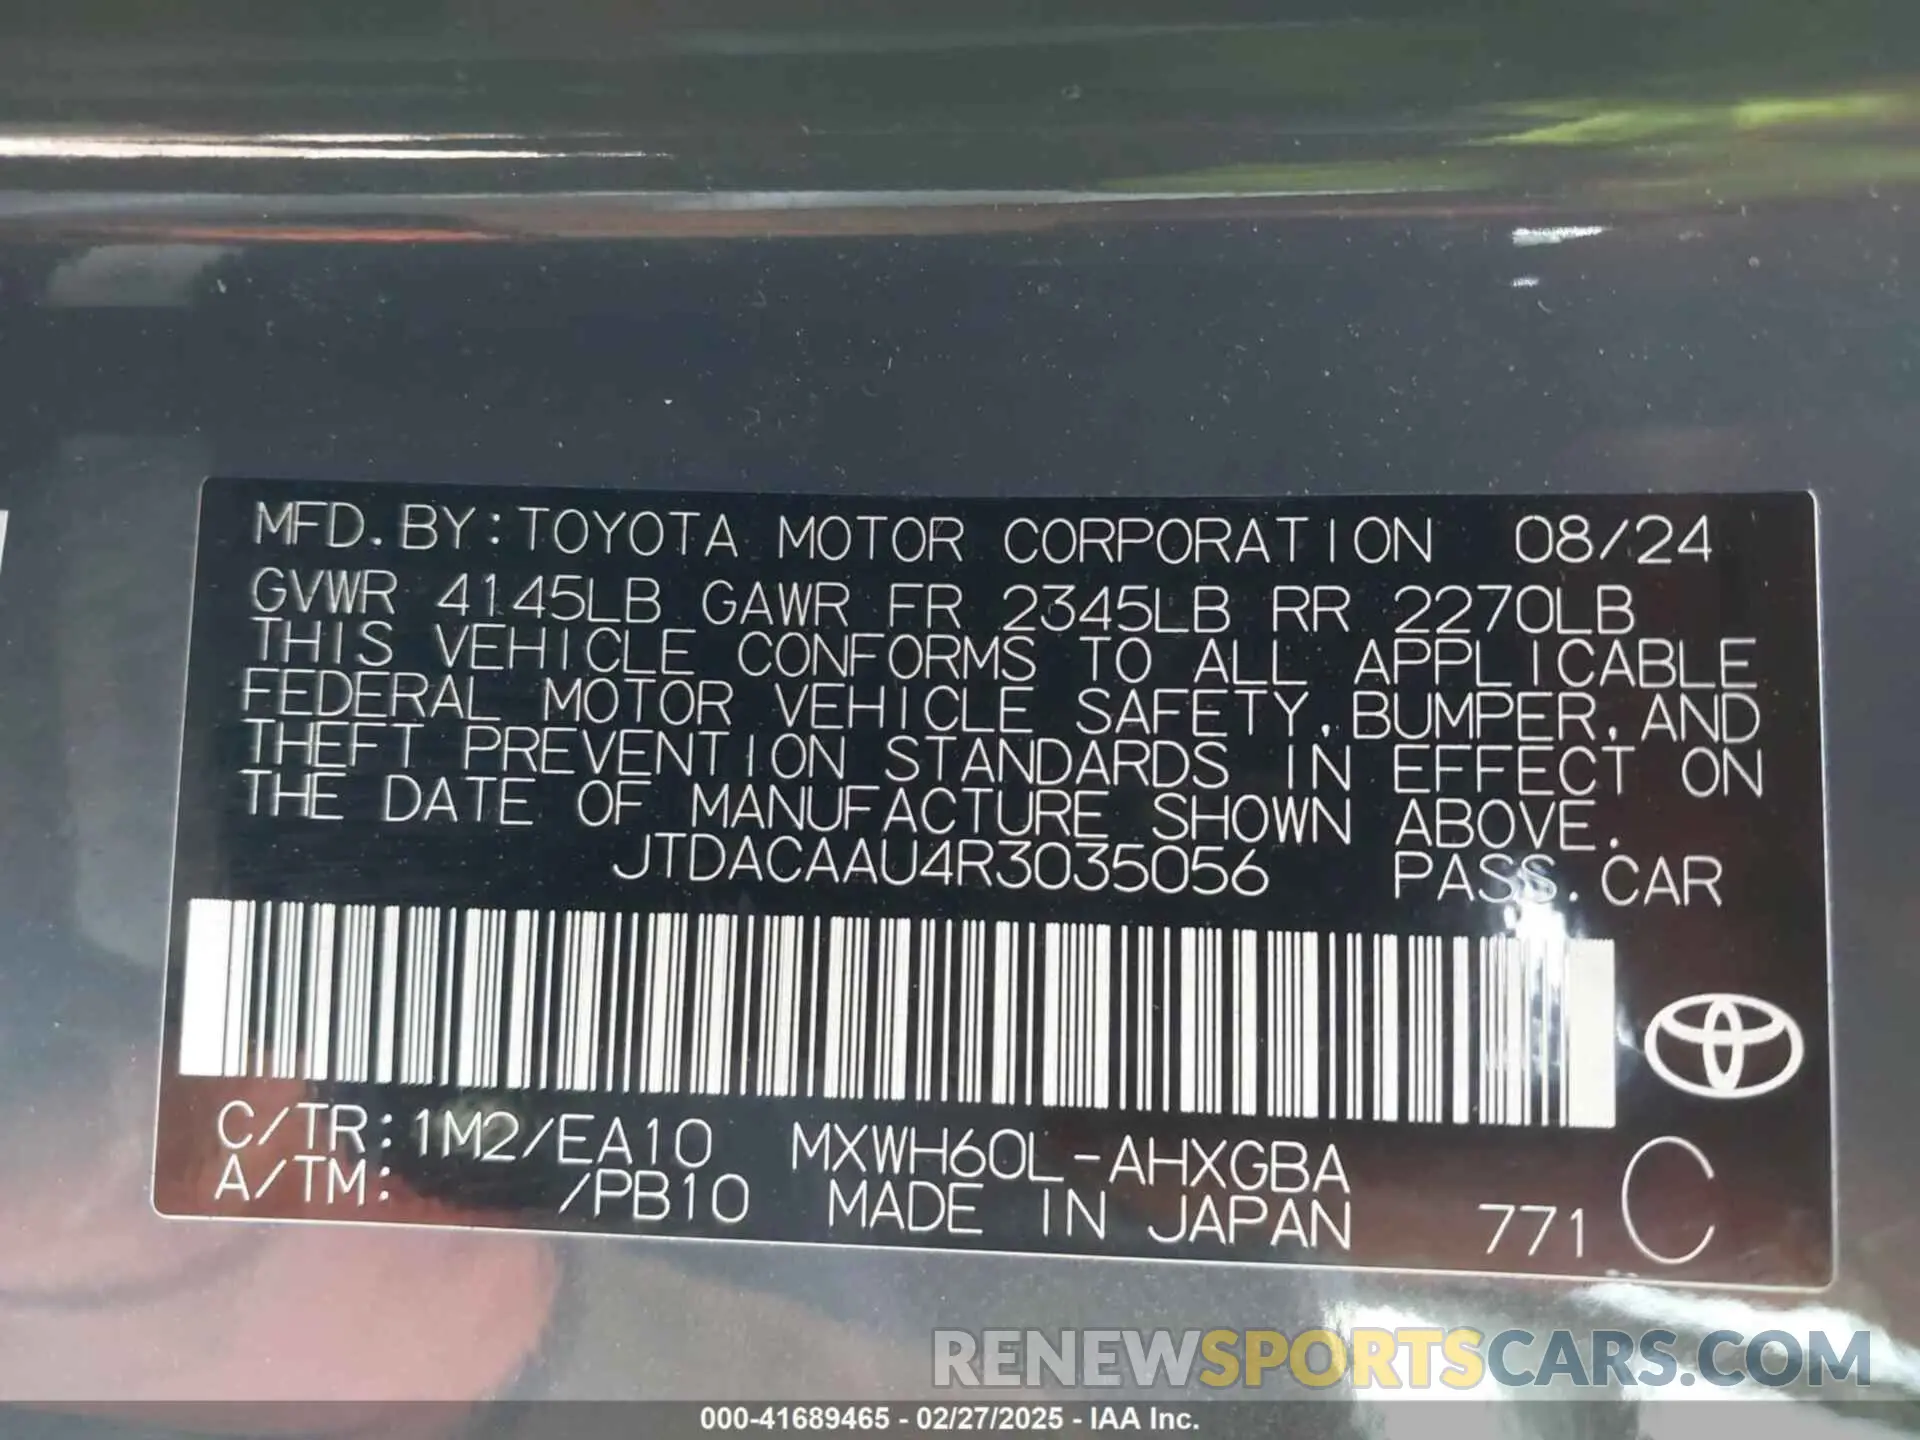 MFD. BY: TOYOTA MOTOR CORPORATION 08/24
GVWR 4145LB GAWR FR 2345LB RR 2270LB
THIS VEHICLE CONFORMS TO ALL APPLICABLE
FEDERAL MOTOR VEHICLE SAFETY, BUMPER, AND
THEFT PREVENTION STANDARDS IN EFFECT ON
THE DATE OF MANUFACTURE SHOWN ABOVE.
JTDACAAU4R3035056 PASS. CAR
C/TR: 1M2/EA10 MXWH60L-AHXGBA
A/TM: /PB10 MADE IN JAPAN 771 C
RENEWSPORTSCARS.COM
000-41689465 - 02/27/2025 - IAA Inc.